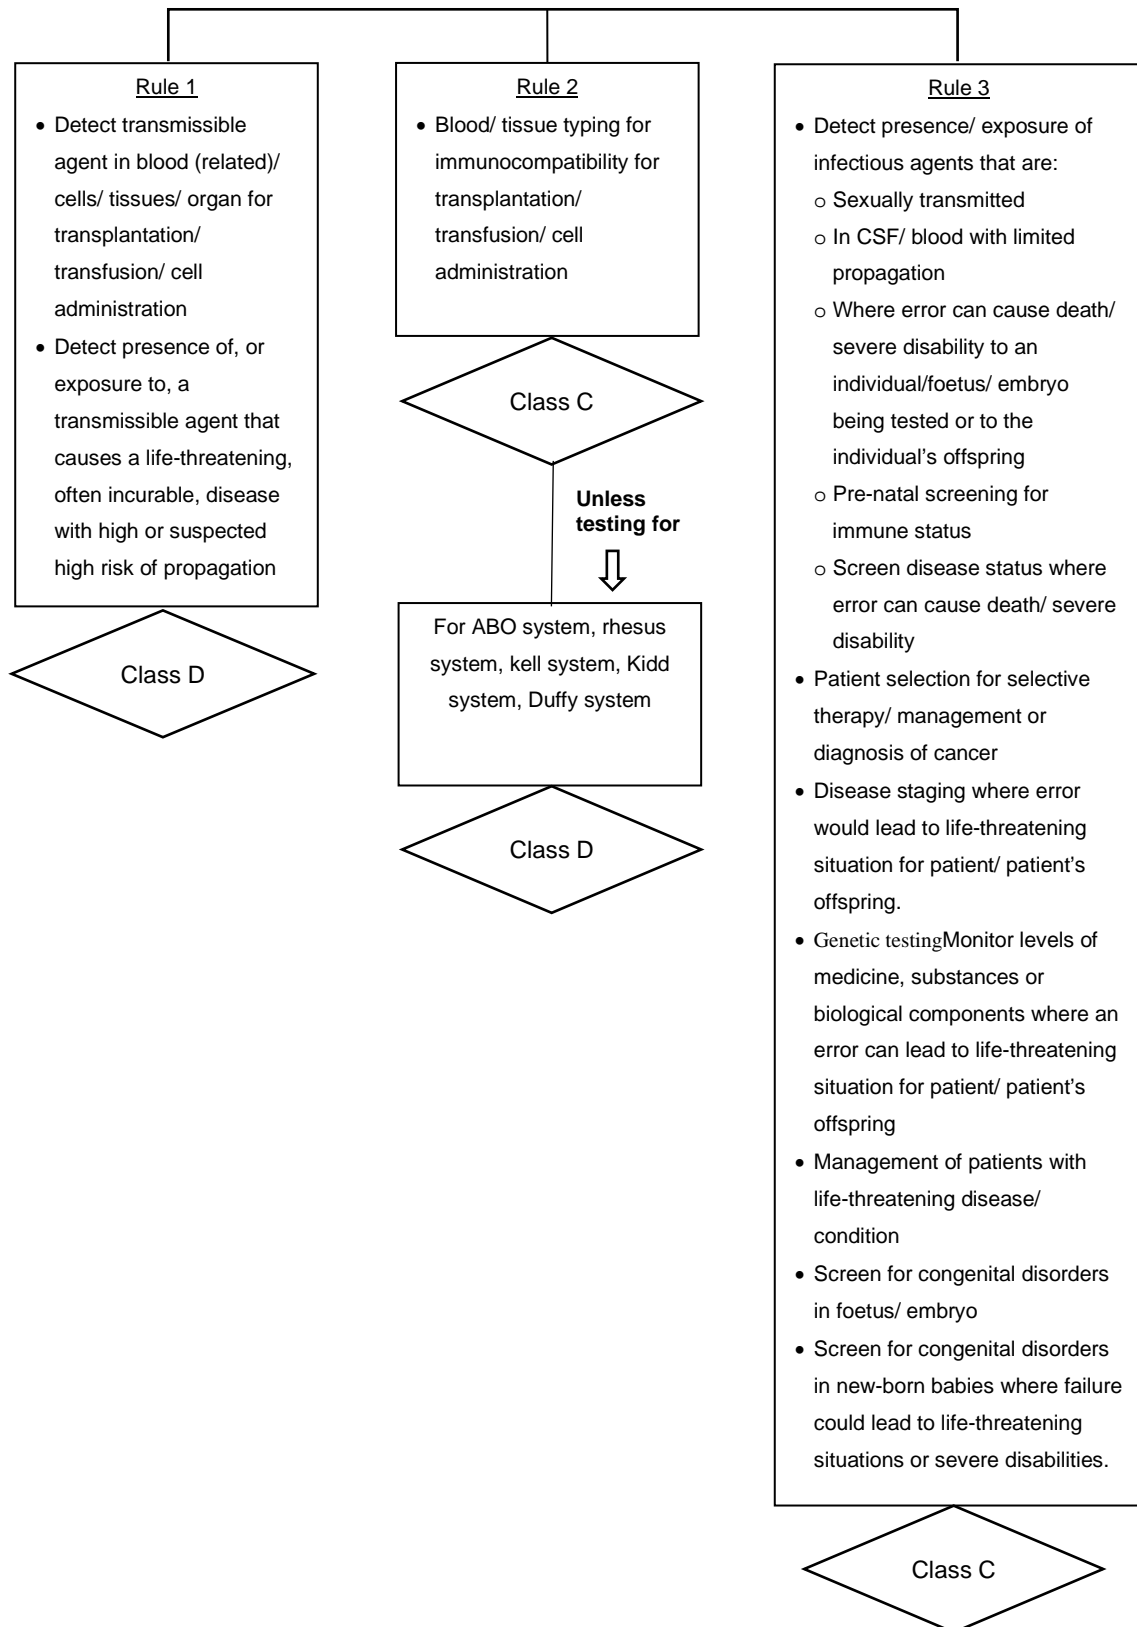 Rule 1
• Detect transmissible
agent in blood (related)/
cells/ tissues/ organ for
transplantation/
transfusion/ cell
administration
• Detect presence of, or
exposure to, a
transmissible agent that
causes a life-threatening,
often incurable, disease
with high or suspected
high risk of propagation
Class D
Rule 2
• Blood/ tissue typing for
immunocompatibility for
transplantation/
transfusion/ cell
administration
Class C
Unless
testing for
For ABO system, rhesus
system, kell system, Kidd
system, Duffy system
Class D
Rule 3
• Detect presence/ exposure of
infectious agents that are:
o Sexually transmitted
o In CSF/ blood with limited
propagation
o Where error can cause death/
severe disability to an
individual/foetus/ embryo
being tested or to the
individual's offspring
o Pre-natal screening for
immune status
o Screen disease status where
error can cause death/ severe
disability
• Patient selection for selective
therapy/ management or
diagnosis of cancer
• Disease staging where error
would lead to life-threatening
situation for patient/ patient's
offspring.
• Genetic testingMonitor levels of
medicine, substances or
biological components where an
error can lead to life-threatening
situation for patient/ patient's
offspring
• Management of patients with
life-threatening disease/
condition
• Screen for congenital disorders
in foetus/ embryo
• Screen for congenital disorders
in new-born babies where failure
could lead to life-threatening
situations or severe disabilities.
Class C